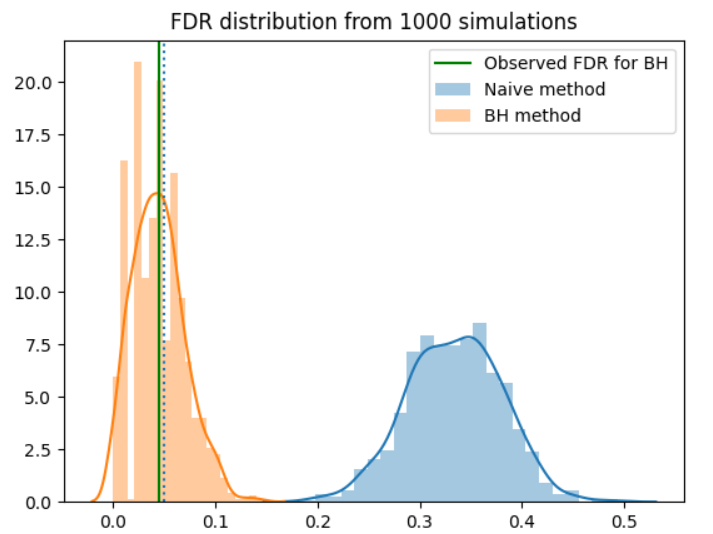 FDR distribution from 1000 simulations
Observed FDR for BH
Naive method
BH method
20.0
17.5
15.0
12.5
10.0
7.5
5.0
2.5
0.0
0.0 0.1 0.2 0.3 0.4 0.5